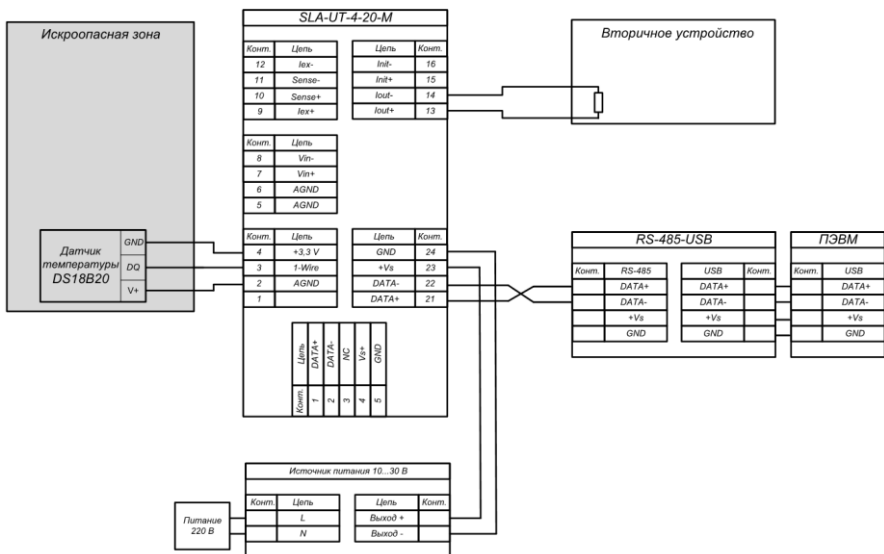 SLA-UT-4-20-M
Искроопасная зона
Вторичное устройство
Конт. Цепь Цепь Конт.
12 Iex- Init- 16
11 Sense- Init+ 15
10 Sense+ Iout- 14
9 Iex+ Iout+ 13
Конт. Цепь
8 Vin-
7 Vin+
6 AGND
5 AGND
Датчик
температуры
DS18B20
GND
DQ
V+
Конт. Цепь Цепь Конт.
4 +3,3 V GND 24
3 1-Wire +Vs 23
2 AGND DATA- 22
1 DATA+ 21
RS-485-USB
Конт. RS-485 USB Конт.
DATA+ DATA+
DATA- DATA-
+Vs +Vs
GND GND
ПЭВМ
Конт. USB
DATA+
DATA-
+Vs
GND
Цепь DATA+ DATA- NC Vs+ GND
Конт. 1 2 3 4 5
Источник питания 10...30 В
Конт. Цепь Цепь Конт.
L Выход +
N Выход -
Питание
220 В